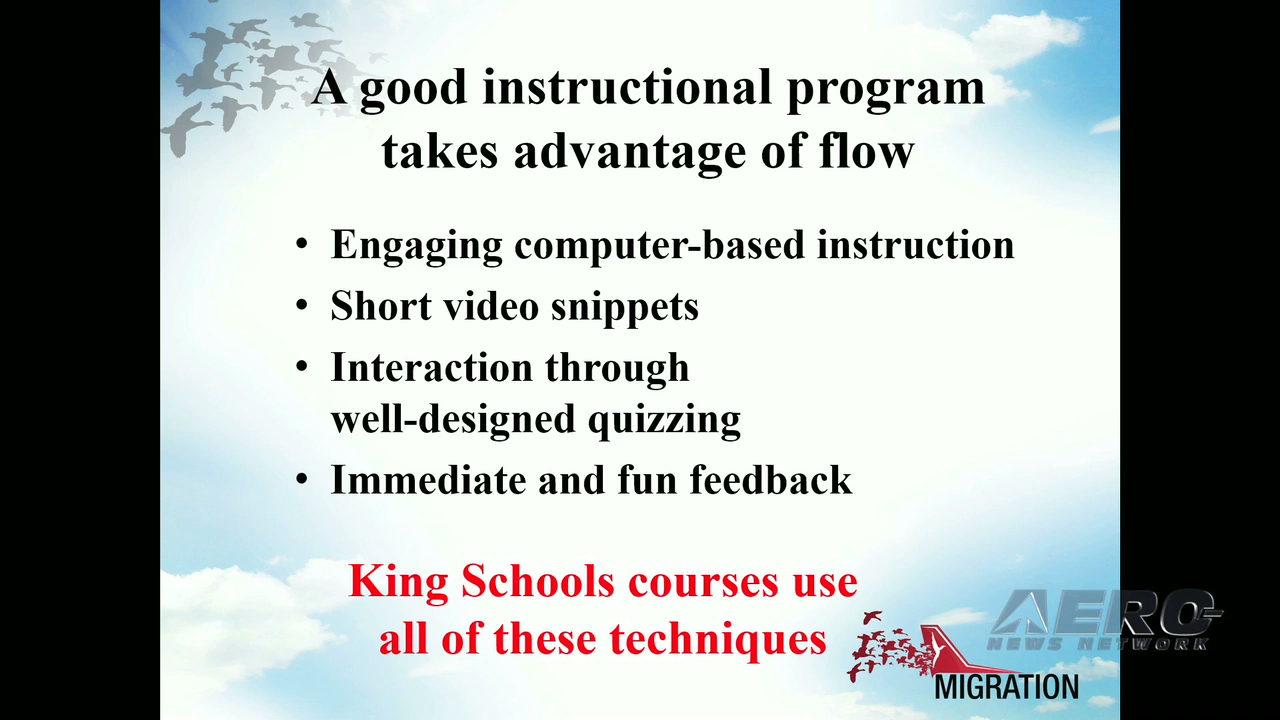 A good instructional program
takes advantage of flow
• Engaging computer-based instruction
• Short video snippets
• Interaction through
well-designed quizzing
• Immediate and fun feedback
King Schools courses use
all of these techniques
AERO
NEWS NETWORK
MIGRATION